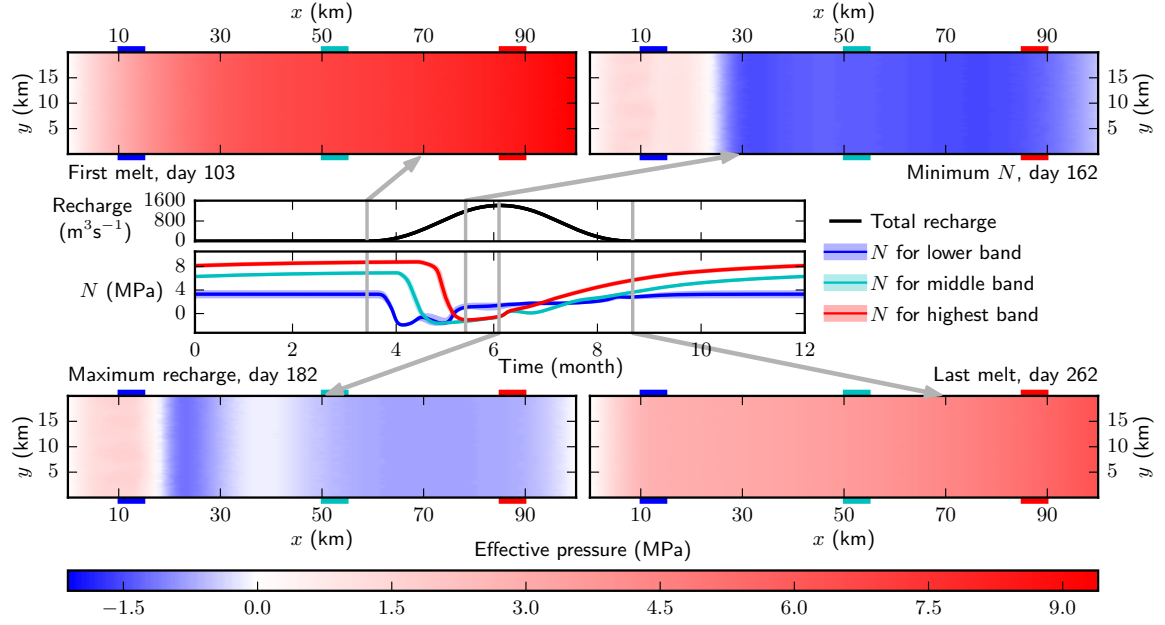 x (km) x (km)
10 30 50 70 90 10 30 50 70 90
y (km) 15 10 5 15 10 5 y (km)
First melt, day 103 Minimum N, day 162
Recharge (m³s⁻¹) 1600 800 0
N (MPa) 8 4 0
0 2 4 6 8 10 12
Time (month)
Total recharge
N for lower band
N for middle band
N for highest band
Maximum recharge, day 182 Last melt, day 262
y (km) 15 10 5 15 10 5 y (km)
10 30 50 70 90 10 30 50 70 90
x (km) x (km)
Effective pressure (MPa)
−1.5 0.0 1.5 3.0 4.5 6.0 7.5 9.0